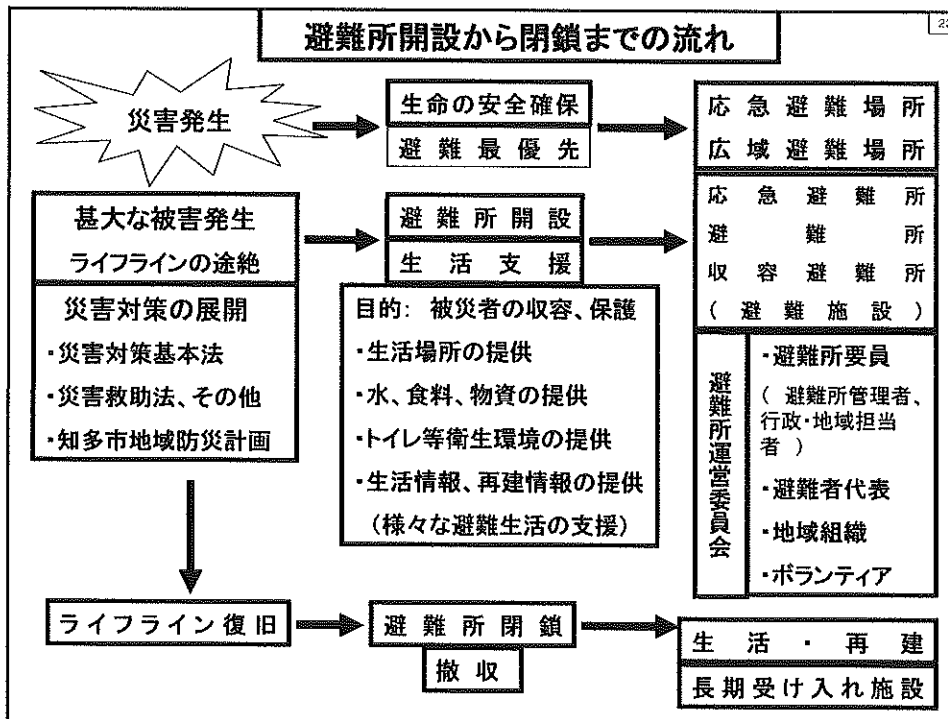 避難所開設から閉鎖までの流れ
災害発生
生命の安全確保
避難最優先
応急避難場所
広域避難場所
甚大な被害発生
ライフラインの途絶
避難所開設
生活支援
応急避難所
避難所
収容避難所
(避難施設)
災害対策の展開
・災害対策基本法
・災害救助法、その他
・知多市地域防災計画
目的: 被災者の収容、保護
・生活場所の提供
・水、食料、物資の提供
・トイレ等衛生環境の提供
・生活情報、再建情報の提供
(様々な避難生活の支援)
避難所運営委員会
・避難所要員
( 避難所管理者、
行政・地域担当
者 )
・避難者代表
・地域組織
・ボランティア
ライフライン復旧
避難所閉鎖
撤収
生活・再建
長期受け入れ施設